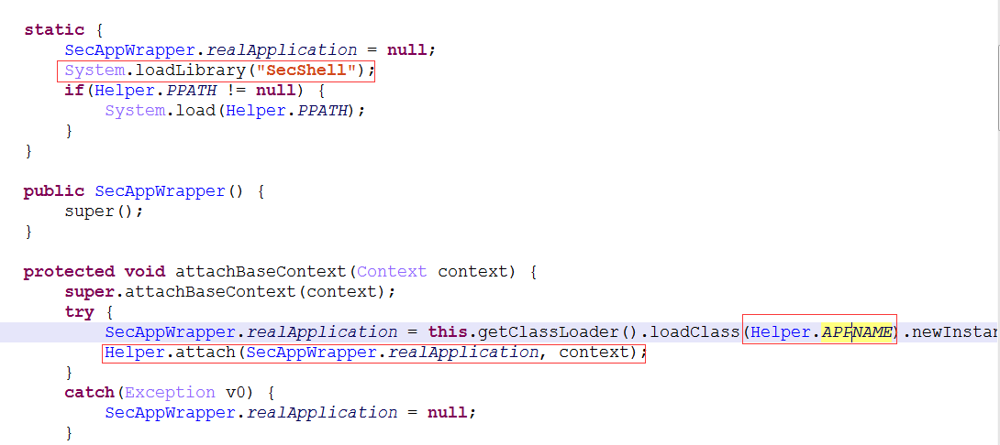 static {
    SecAppWrapper.realApplication = null;
    System.loadLibrary("SecShell");
    if(Helper.PPATH != null) {
        System.load(Helper.PPATH);
    }
}
public SecAppWrapper() {
    super();
}
protected void attachBaseContext(Context context) {
    super.attachBaseContext(context);
    try {
        SecAppWrapper.realApplication = this.getClassLoader().loadClass(Helper.APPNAME).newInstan
        Helper.attach(SecAppWrapper.realApplication, context);
    }
    catch(Exception v0) {
        SecAppWrapper.realApplication = null;
    }